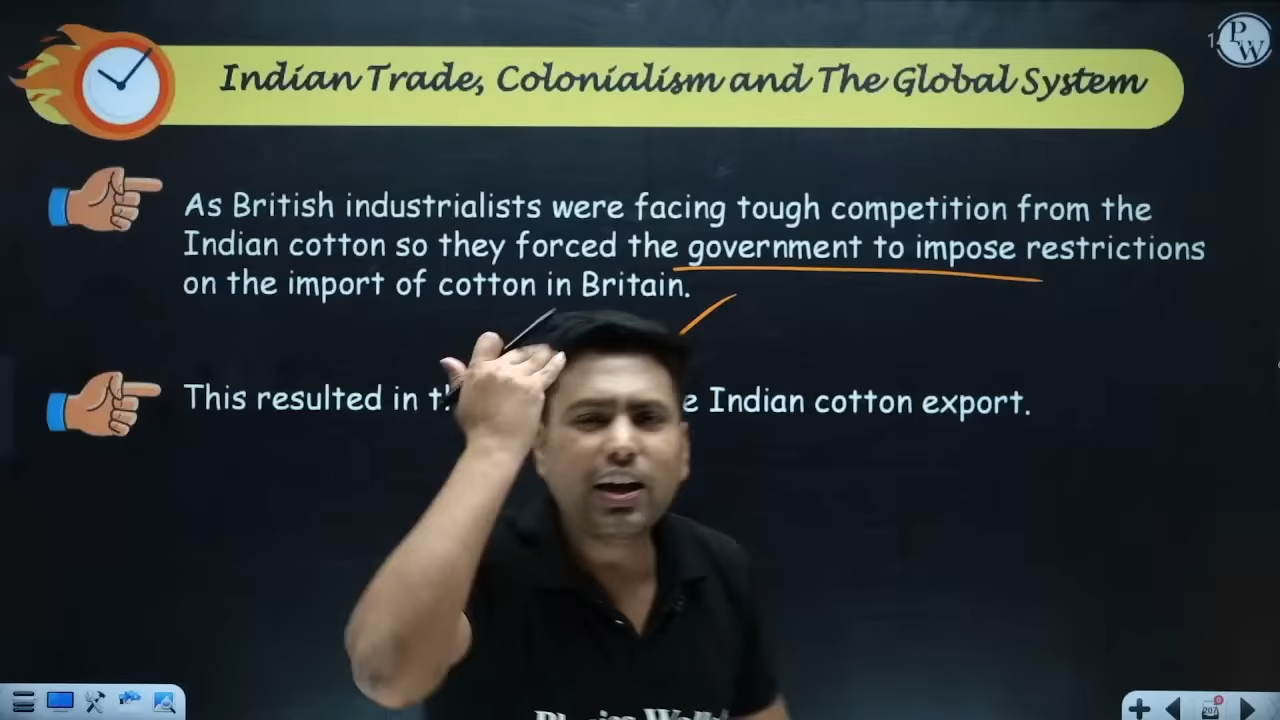 Indian Trade, Colonialism and The Global System
PW
As British industrialists were facing tough competition from the
Indian cotton so they forced the government to impose restrictions
on the import of cotton in Britain.
This resulted in Indian cotton export.
207